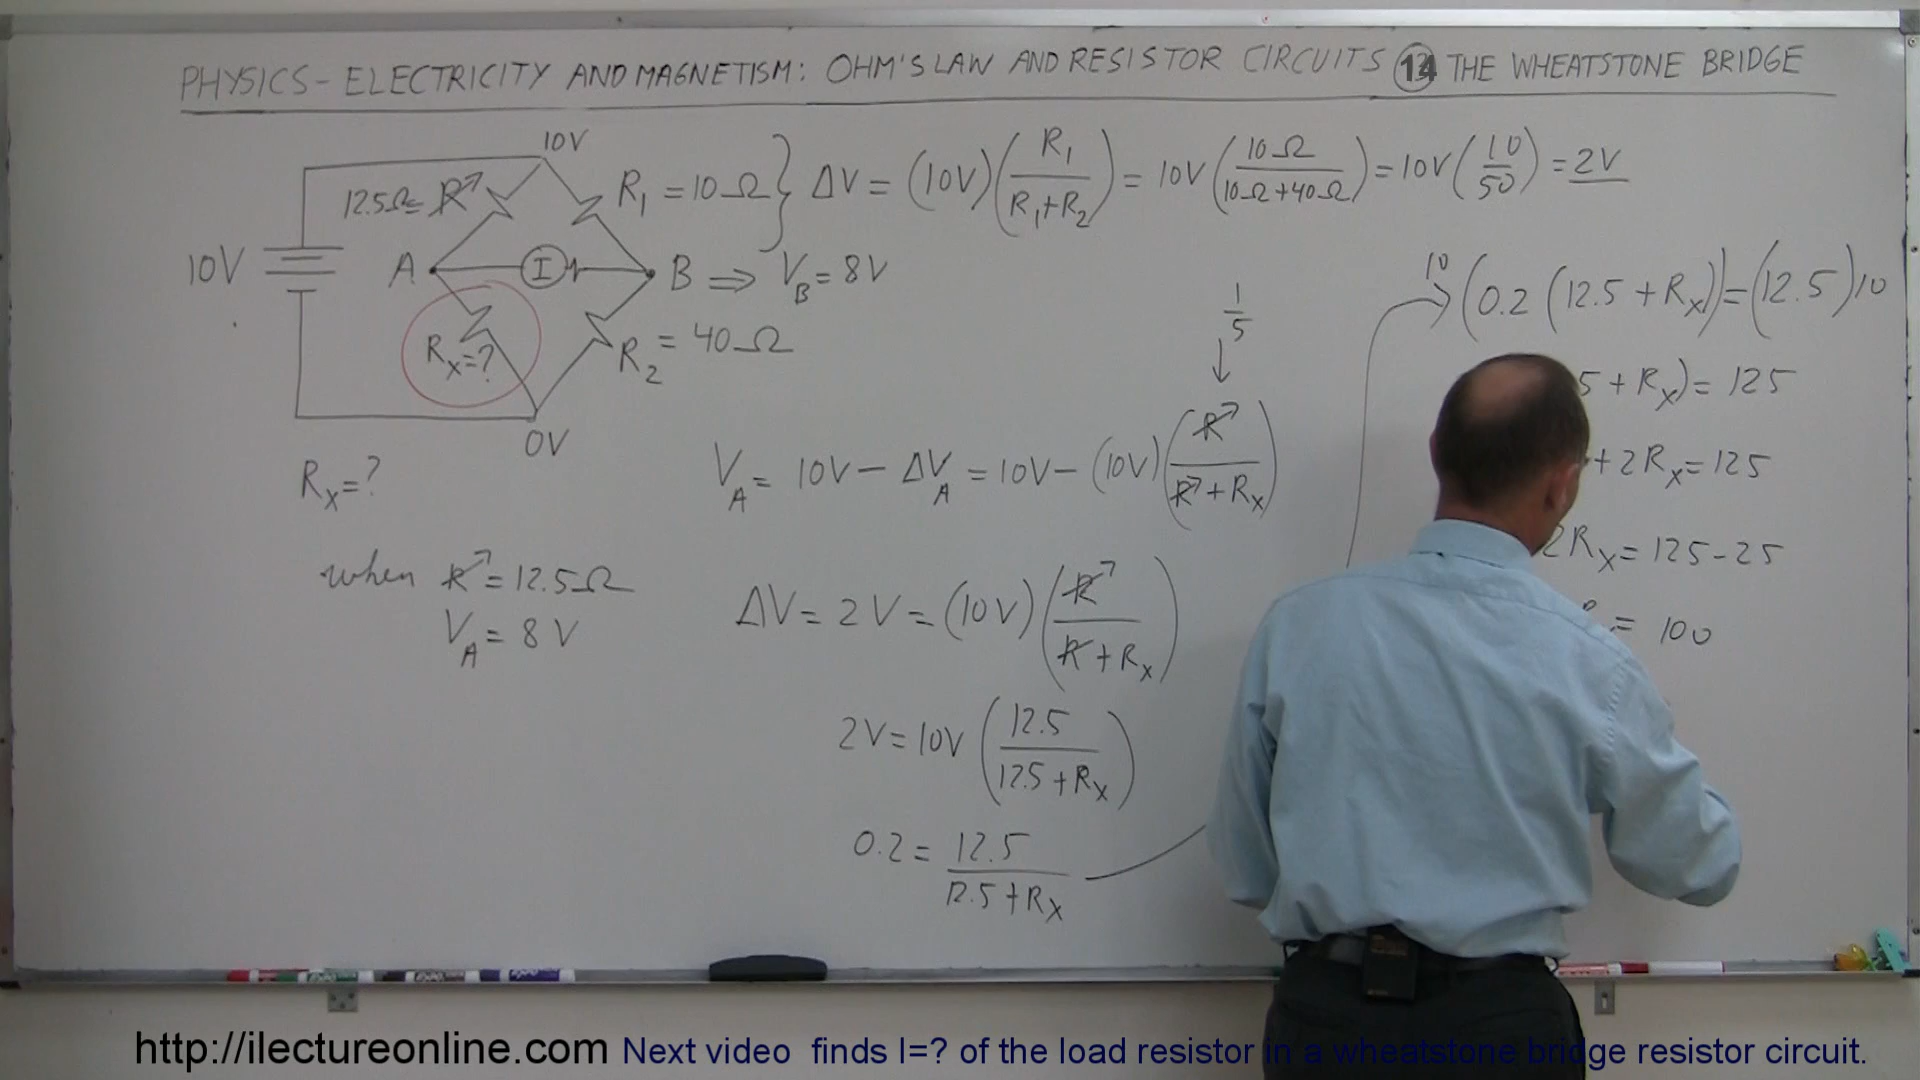 PHYSICS - ELECTRICITY AND MAGNETISM: OHM'S LAW AND RESISTOR CIRCUITS 14 THE WHEATSTONE BRIDGE
10V
12.5Ω = R
R₁ = 10Ω } ΔV = (10V)(R₁/(R₁+R₂)) = 10V(10Ω/(10Ω+40Ω)) = 10V(10/50) = 2V
10V
A
I
B ⇒ V_B = 8V
Rx=?
R₂ = 40Ω
0V
Rx=?
when R = 12.5Ω
V_A = 8V
1/5
↓
V_A = 10V - ΔV_A = 10V - (10V)(R/(R+Rx))
ΔV = 2V = (10V)(R/(R+Rx))
2V = 10V(12.5/(12.5+Rx))
0.2 = 12.5/(12.5+Rx)
10(0.2(12.5+Rx)) = (12.5)10
5+Rx) = 125
+2Rx = 125
2Rx = 125-25
= 100
http://ilectureonline.com Next video finds I=? of the load resistor in a wheatstone bridge resistor circuit.